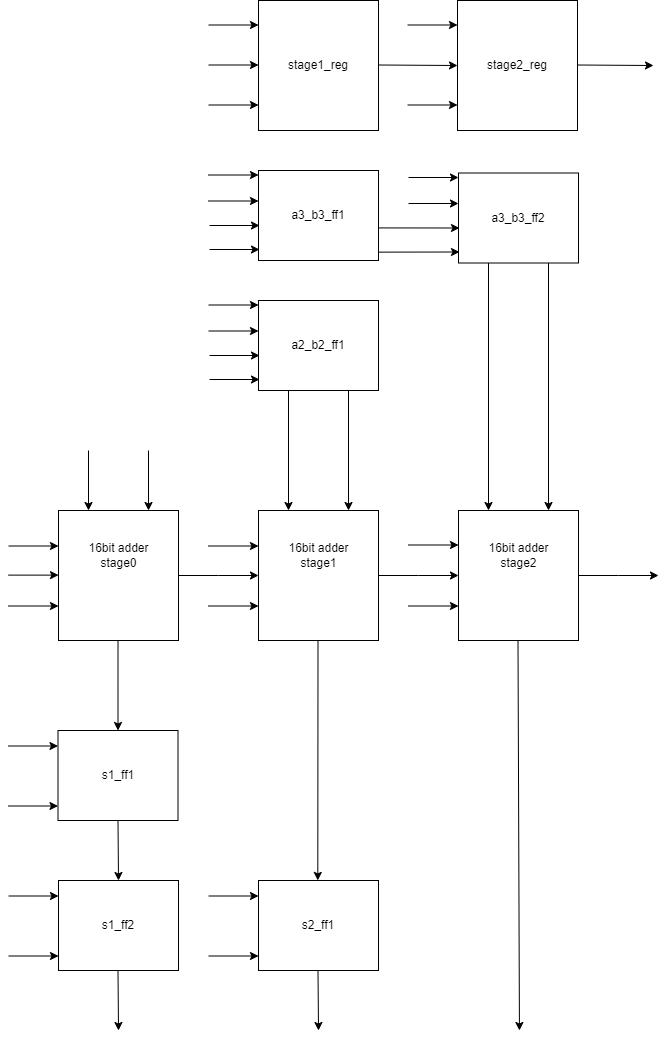 stage1_reg
stage2_reg
a3_b3_ff1
a3_b3_ff2
a2_b2_ff1
16bit adder
stage0
16bit adder
stage1
16bit adder
stage2
s1_ff1
s1_ff2
s2_ff1